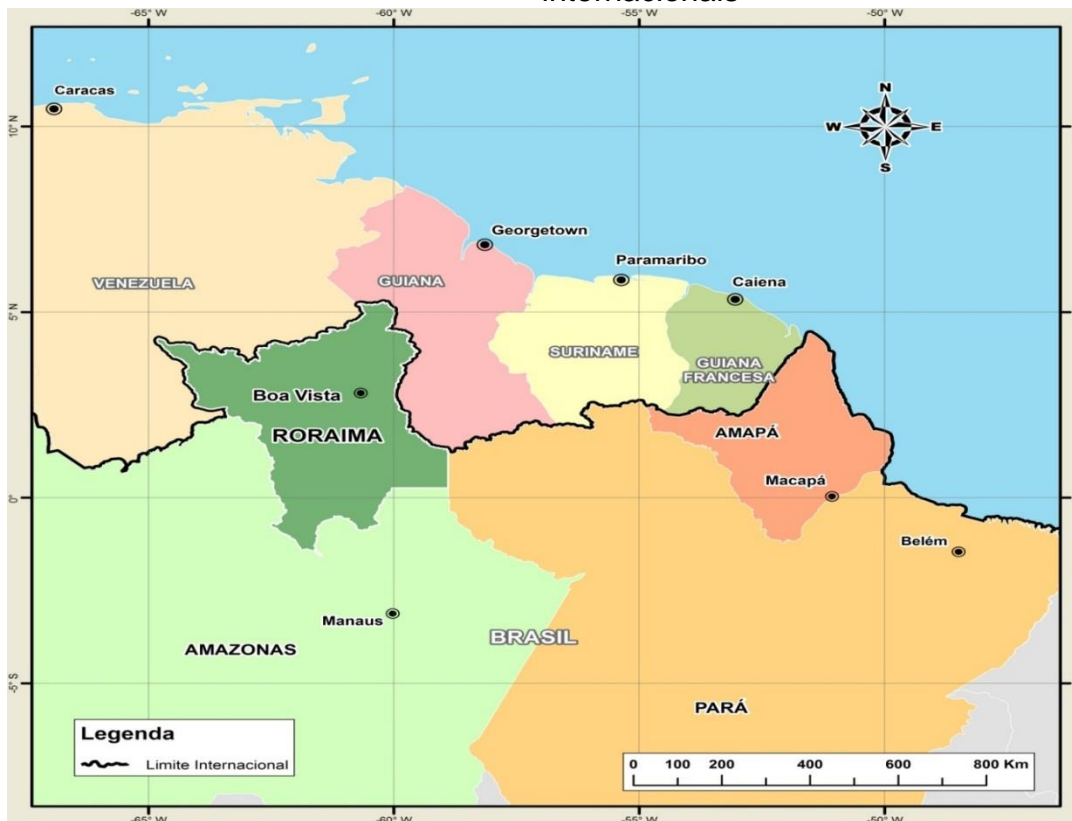 -65° W -60° W -55° W -50° W
Caracas
N
W E
S
10°N
Georgetown
Paramaribo
Caiena
VENEZUELA
GUIANA
5°N
SURINAME
GUIANA
FRANCESA
Boa Vista
RORAIMA
AMAPÁ
Macapá
0°
Belém
Manaus
BRASIL
AMAZONAS
-5°S
PARÁ
Legenda
Limite Internacional
0 100 200 400 600 800 Km
-65° W -60° W -55° W -50° W